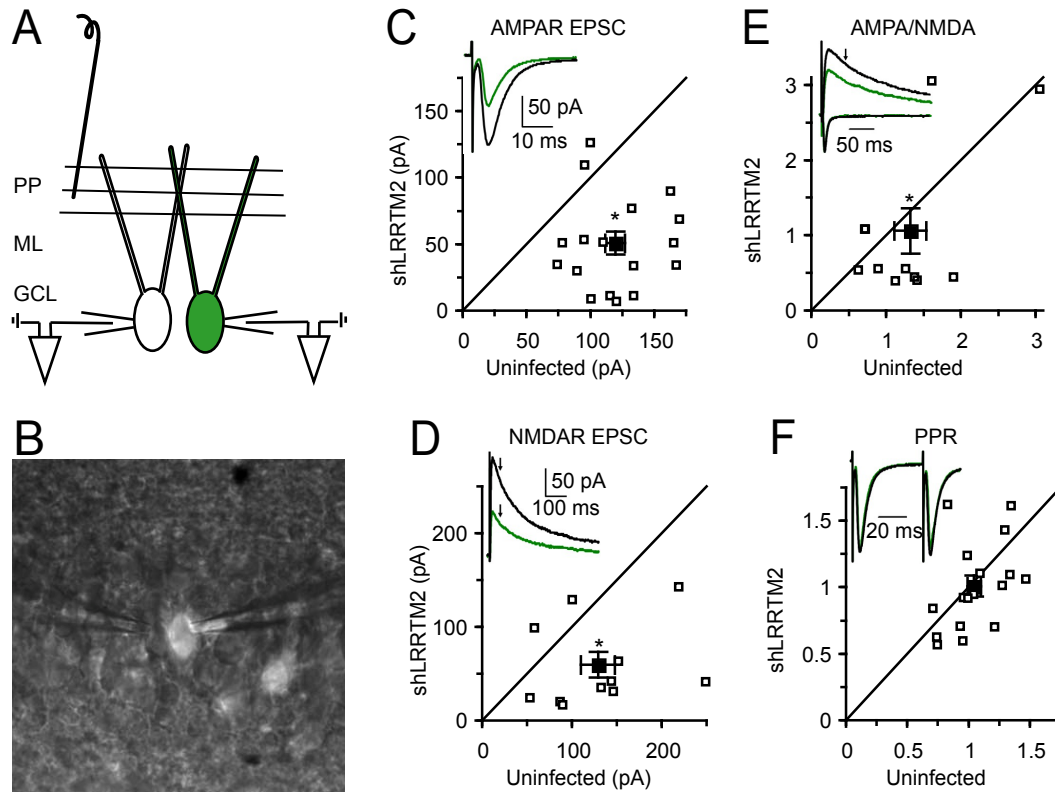 A
PP
ML
GCL
B
C
AMPAR EPSC
50 pA
10 ms
150
100
50
0
shLRRTM2 (pA)
0 50 100 150
Uninfected (pA)
*
D
NMDAR EPSC
50 pA
100 ms
200
100
0
shLRRTM2 (pA)
0 100 200
Uninfected (pA)
*
E
AMPA/NMDA
50 ms
3
2
1
0
shLRRTM2
0 1 2 3
Uninfected
*
F
PPR
20 ms
1.5
1
0.5
0
shLRRTM2
0 0.5 1 1.5
Uninfected